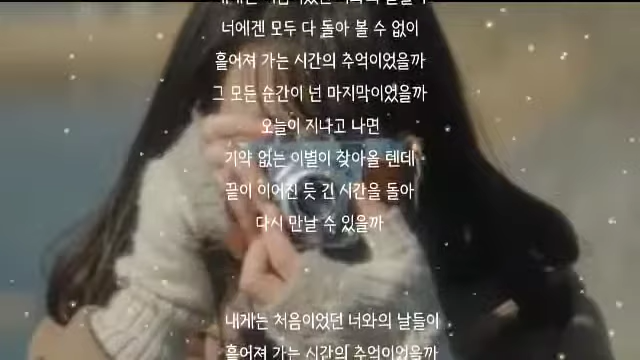 너에겐 모두 다 돌아 볼 수 없이
흩어져 가는 시간의 추억이었을까
그 모든 순간이 넌 마지막이었을까
오늘이 지나고 나면
기약 없는 이별이 찾아올 텐데
끝이 이어진 듯 긴 시간을 돌아
다시 만날 수 있을까
내게는 처음이었던 너와의 날들이
흩어져 가는 시간의 추억이었을까